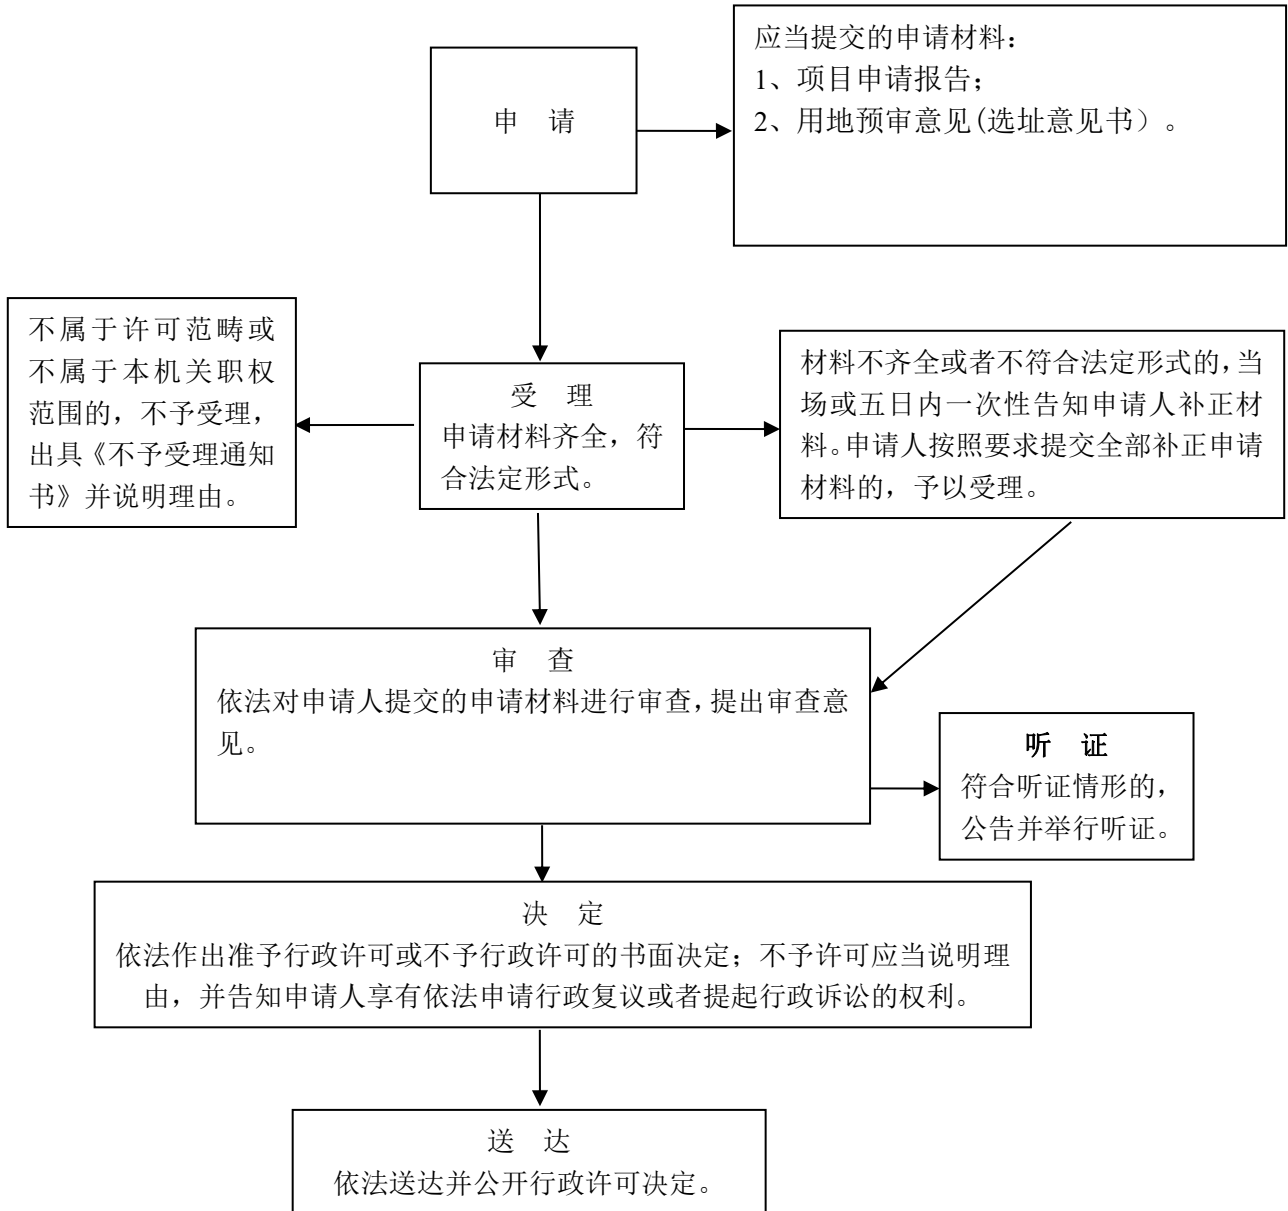 申 请
应当提交的申请材料：
1、项目申请报告；
2、用地预审意见(选址意见书）。
不属于许可范畴或
不属于本机关职权
范围的，不予受理，
出具《不予受理通知
书》并说明理由。
受 理
申请材料齐全，符
合法定形式。
材料不齐全或者不符合法定形式的，当
场或五日内一次性告知申请人补正材
料。申请人按照要求提交全部补正申请
材料的，予以受理。
审 查
依法对申请人提交的申请材料进行审查，提出审查意
见。
听 证
符合听证情形的，
公告并举行听证。
决 定
依法作出准予行政许可或不予行政许可的书面决定；不予许可应当说明理
由，并告知申请人享有依法申请行政复议或者提起行政诉讼的权利。
送 达
依法送达并公开行政许可决定。